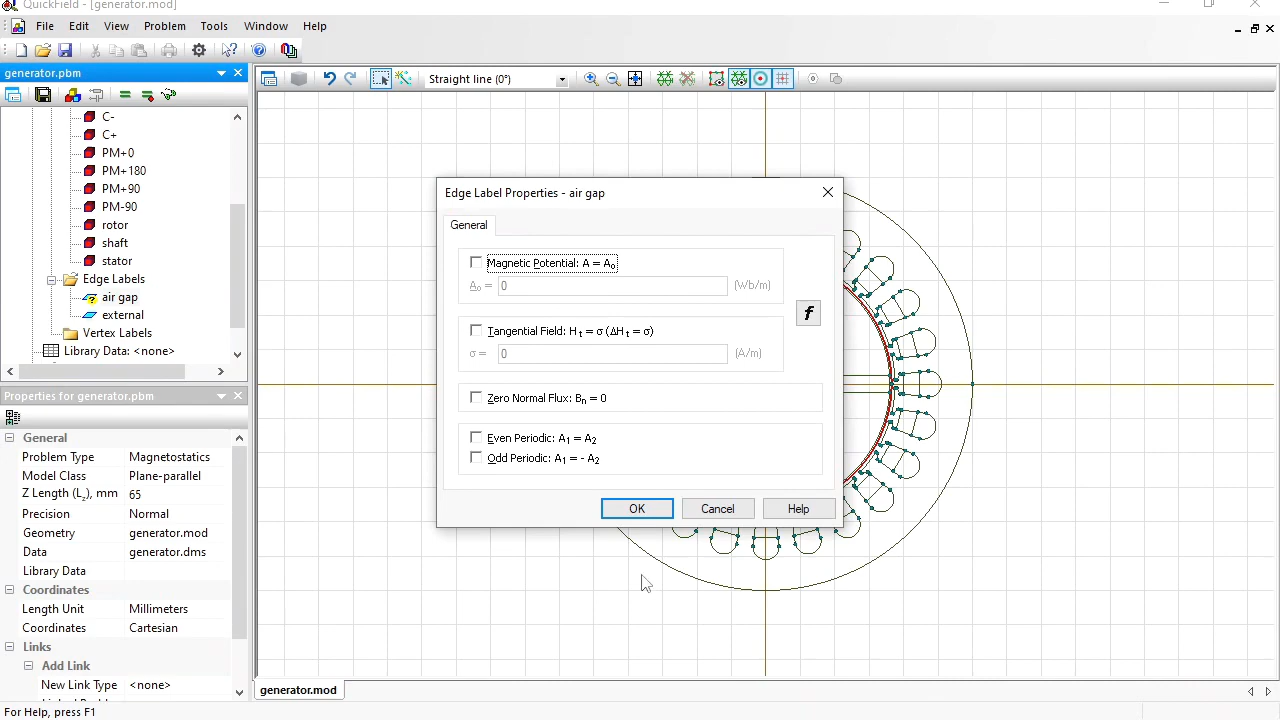 QuickField - [generator.mod]
File Edit View Problem Tools Window Help
generator.pbm
Straight line (0°)
C-
C+
PM+0
PM+180
PM+90
PM-90
rotor
shaft
stator
Edge Labels
air gap
external
Vertex Labels
Library Data: <none>
Properties for generator.pbm
General
Problem Type Magnetostatics
Model Class Plane-parallel
Z Length (Lz), mm 65
Precision Normal
Geometry generator.mod
Data generator.dms
Library Data
Coordinates
Length Unit Millimeters
Coordinates Cartesian
Links
Add Link
New Link Type <none>
Edge Label Properties - air gap
General
Magnetic Potential: A = A₀
A₀ = 0 (Wb/m)
f
Tangential Field: Hₜ = σ (ΔHₜ = σ)
σ = 0 (A/m)
Zero Normal Flux: Bₙ = 0
Even Periodic: A₁ = A₂
Odd Periodic: A₁ = - A₂
OK Cancel Help
generator.mod
For Help, press F1